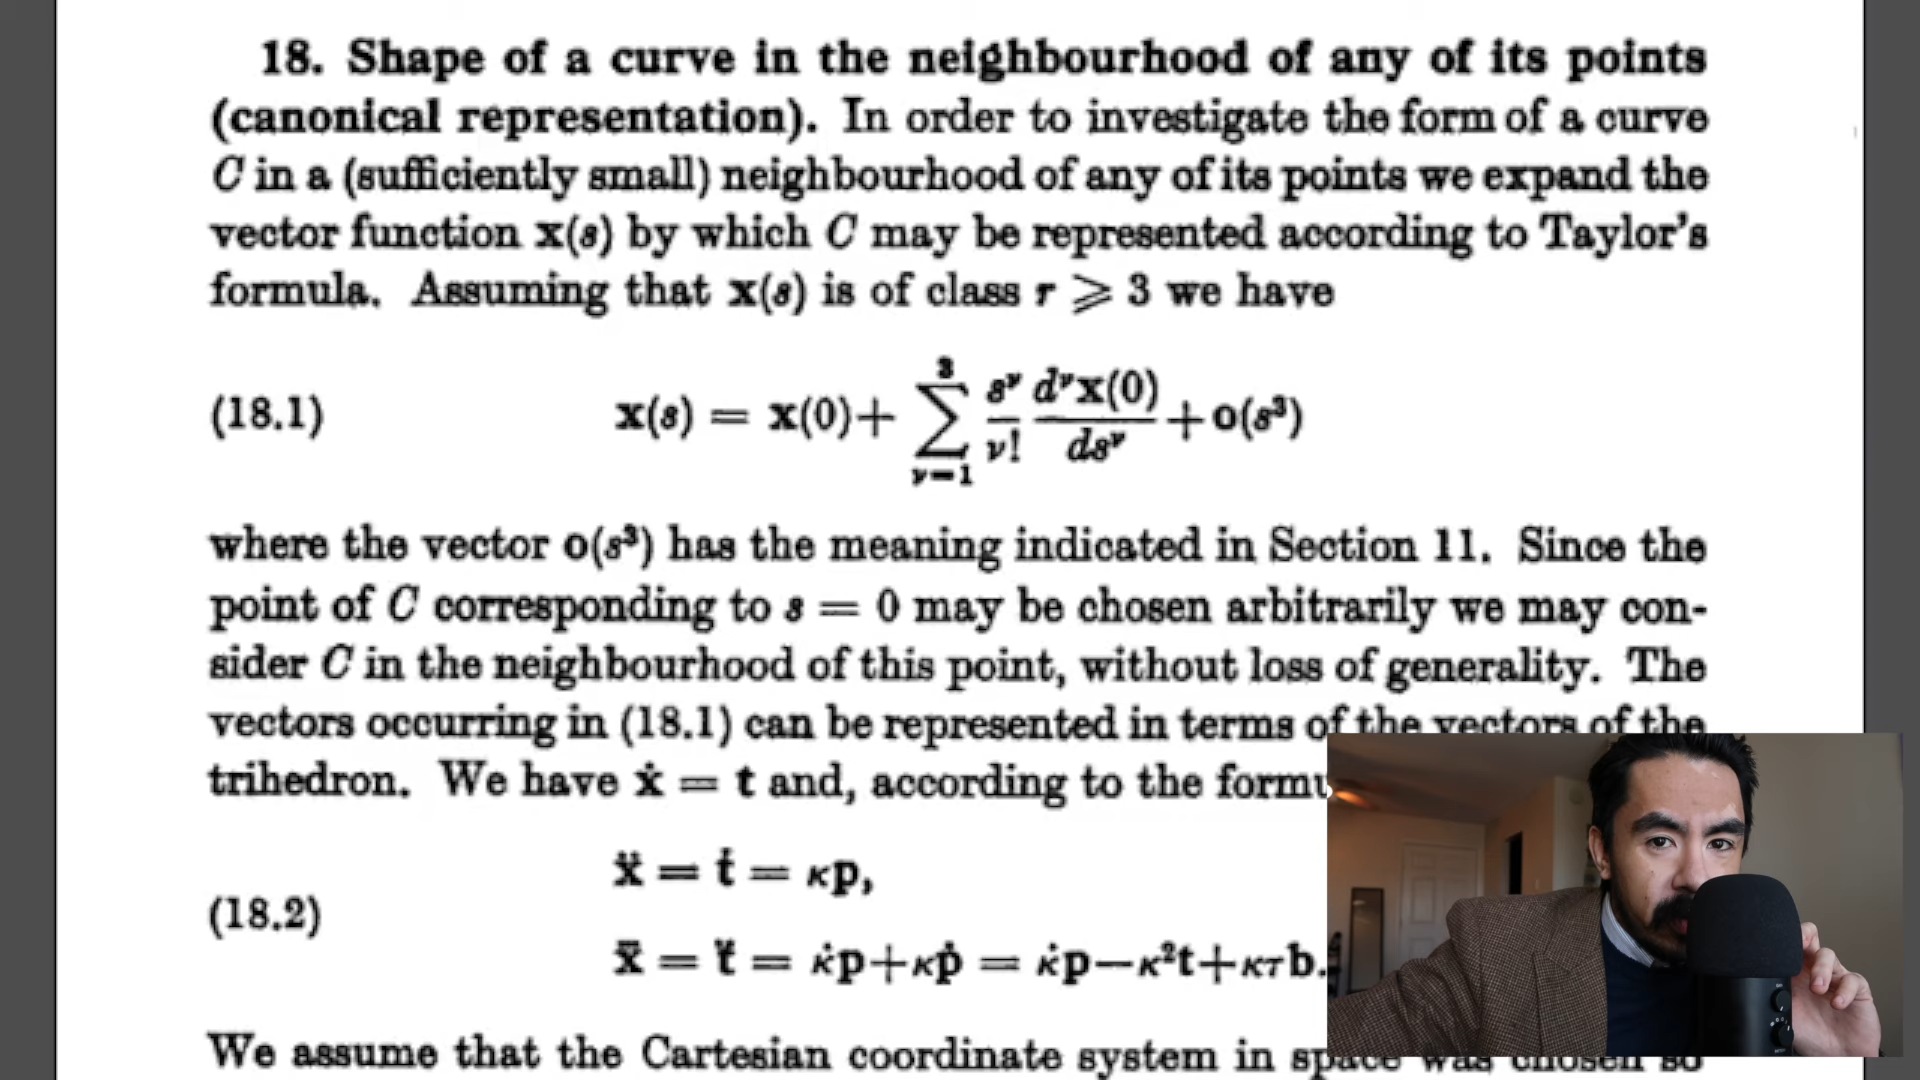 18. Shape of a curve in the neighbourhood of any of its points
(canonical representation). In order to investigate the form of a curve
C in a (sufficiently small) neighbourhood of any of its points we expand the
vector function x(s) by which C may be represented according to Taylor's
formula. Assuming that x(s) is of class r ⩾ 3 we have
(18.1) x(s) = x(0)+ ∑_{ν=1}^{3} s^ν/ν! d^νx(0)/ds^ν +o(s³)
where the vector o(s³) has the meaning indicated in Section 11. Since the
point of C corresponding to s = 0 may be chosen arbitrarily we may con-
sider C in the neighbourhood of this point, without loss of generality. The
vectors occurring in (18.1) can be represented in terms of the vectors of the
trihedron. We have ẋ = t and, according to the
ẍ = ṫ = κp,
(18.2)
x⃛ = ẗ = κ̇p+κṗ = κ̇p−κ²t+κτb.
We assume that the Cartesian coordinate system in space was chosen so